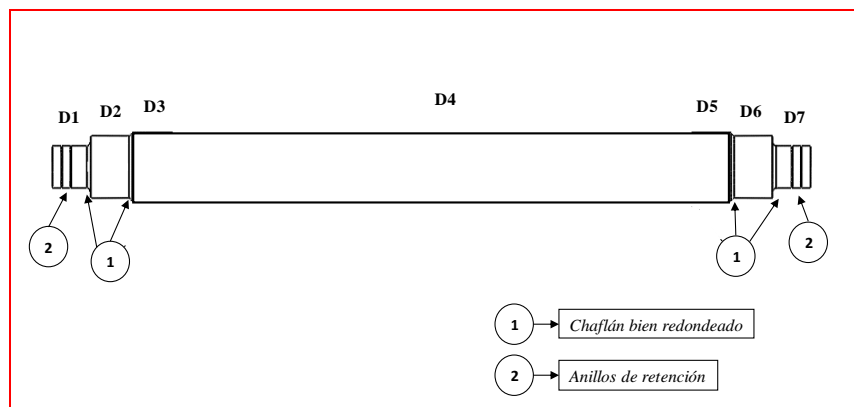 D1 D2 D3 D4 D5 D6 D7
2 1 1 2
1 Chaflán bien redondeado
2 Anillos de retención